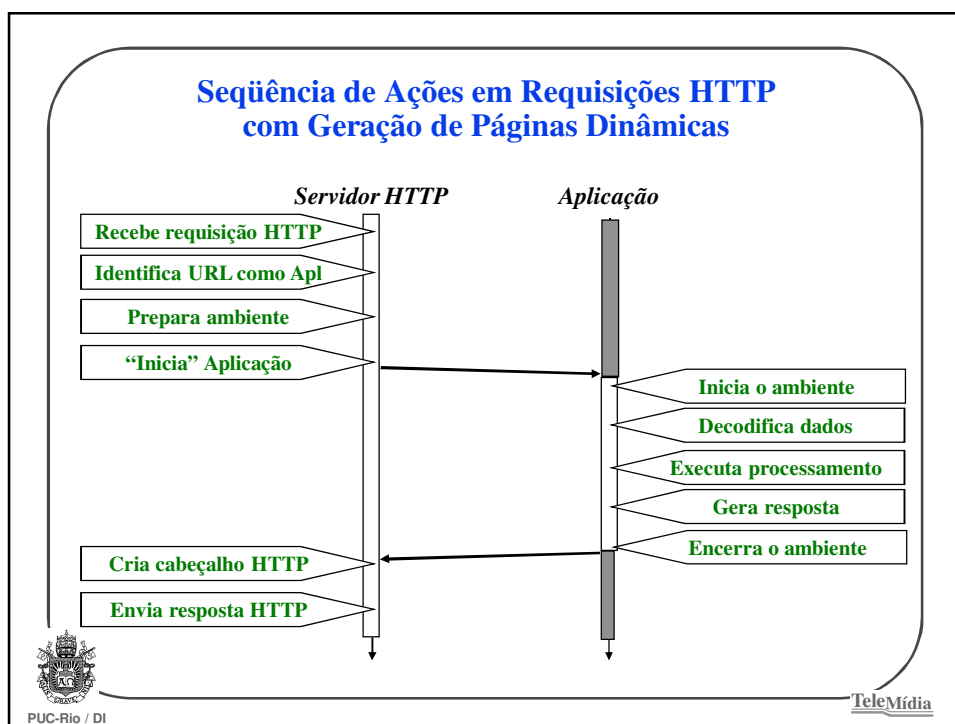 Seqüência de Ações em Requisições HTTP
com Geração de Páginas Dinâmicas
Servidor HTTP
Aplicação
Recebe requisição HTTP
Identifica URL como Apl
Prepara ambiente
“Inicia” Aplicação
Inicia o ambiente
Decodifica dados
Executa processamento
Gera resposta
Encerra o ambiente
Cria cabeçalho HTTP
Envia resposta HTTP
PUC-Rio / DI
TeleMídia